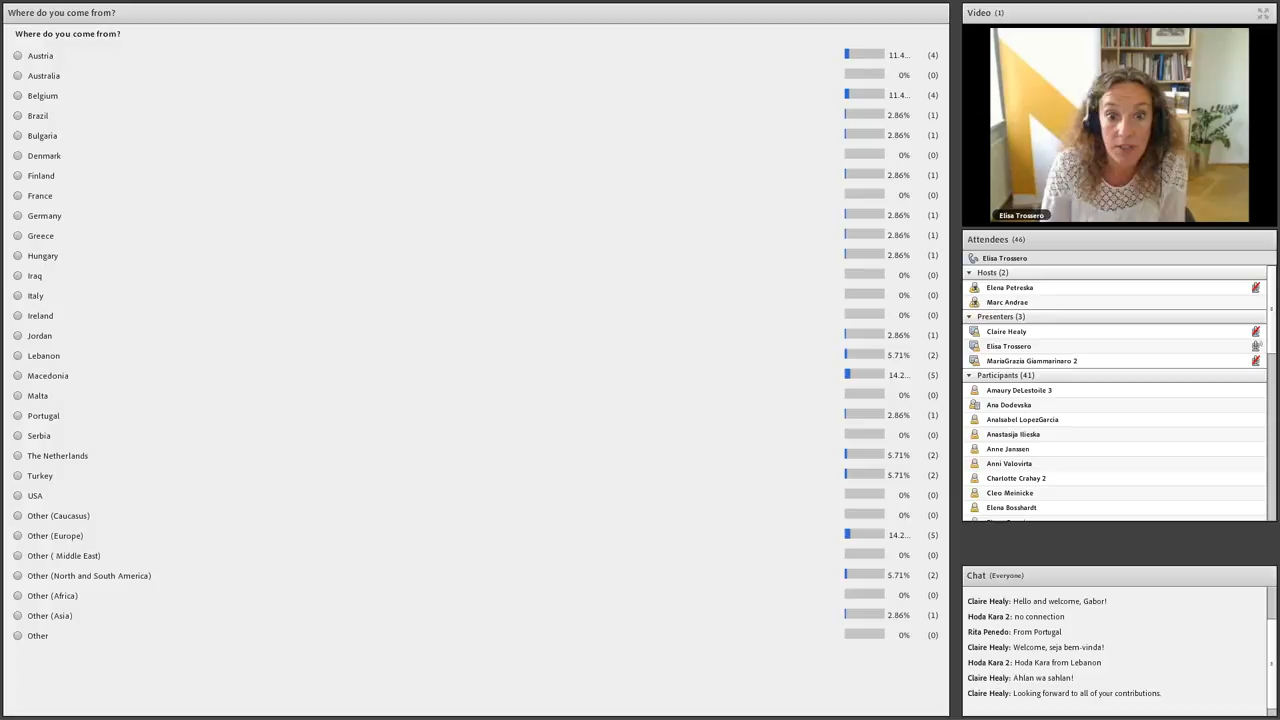 Where do you come from?
Where do you come from?
Austria 11.4... (4)
Australia 0% (0)
Belgium 11.4... (4)
Brazil 2.86% (1)
Bulgaria 2.86% (1)
Denmark 0% (0)
Finland 2.86% (1)
France 0% (0)
Germany 2.86% (1)
Greece 2.86% (1)
Hungary 2.86% (1)
Iraq 0% (0)
Italy 0% (0)
Ireland 0% (0)
Jordan 2.86% (1)
Lebanon 5.71% (2)
Macedonia 14.2... (5)
Malta 0% (0)
Portugal 2.86% (1)
Serbia 0% (0)
The Netherlands 5.71% (2)
Turkey 5.71% (2)
USA 0% (0)
Other (Caucasus) 0% (0)
Other (Europe) 14.2... (5)
Other ( Middle East) 0% (0)
Other (North and South America) 5.71% (2)
Other (Africa) 0% (0)
Other (Asia) 2.86% (1)
Other 0% (0)
Video (1)
Elisa Trossero
Attendees (46)
Elisa Trossero
Hosts (2)
Elena Petreska
Marc Andrae
Presenters (3)
Claire Healy
Elisa Trossero
MariaGrazia Giammarinaro 2
Participants (41)
Amaury DeLestoile 3
Ana Dodevska
AnaIsabel LopezGarcia
Anastasija Ilieska
Anne Janssen
Anni Valovirta
Charlotte Crahay 2
Cleo Meinicke
Elena Bosshardt
Chat (Everyone)
Claire Healy: Hello and welcome, Gabor!
Hoda Kara 2: no connection
Rita Penedo: From Portugal
Claire Healy: Welcome, seja bem-vinda!
Hoda Kara 2: Hoda Kara from Lebanon
Claire Healy: Ahlan wa sahlan!
Claire Healy: Looking forward to all of your contributions.